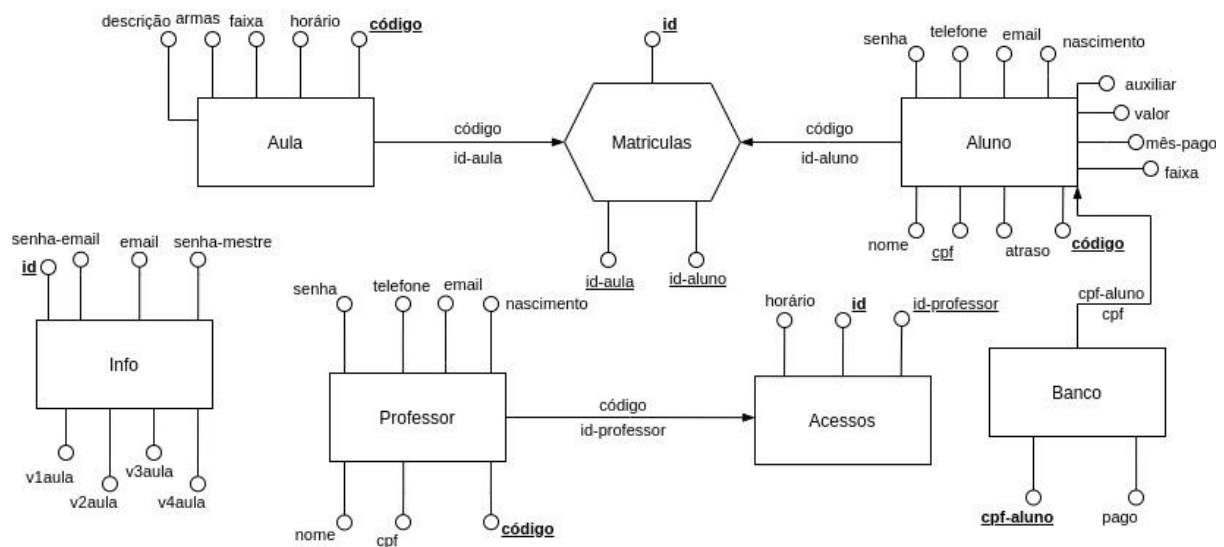 descrição
armas
faixa
horário
código
id
senha
telefone
email
nascimento
auxiliar
valor
mês-pago
faixa
Aula
código
id-aula
Matriculas
código
id-aluno
Aluno
nome
cpf
atraso
código
id-aula
id-aluno
senha-email
email
senha-mestre
id
Info
v1aula
v2aula
v3aula
v4aula
senha
telefone
email
nascimento
Professor
nome
cpf
código
código
id-professor
horário
id
id-professor
Acessos
cpf-aluno
cpf
Banco
cpf-aluno
pago